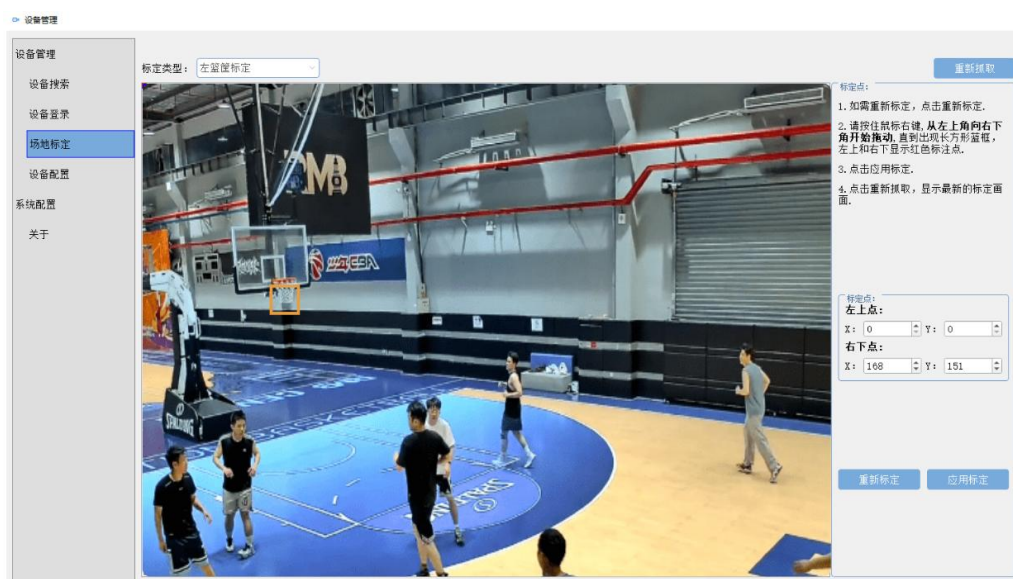 设备管理
设备管理
设备搜索
设备登录
场地标定
设备配置
系统配置
关于
标定类型：
左篮筐标定
重新抓取
标定点：
1. 如需重新标定，点击重新标定.
2. 请按住鼠标右键, 从左上角向右下
角开始拖动, 直到出现长方形蓝框，
左上和右下显示红色标注点.
3. 点击应用标定.
4. 点击重新抓取，显示最新的标定画
面.
标定点：
左上点：
X: 0 Y: 0
右下点：
X: 168 Y: 151
重新标定
应用标定
SPALDING